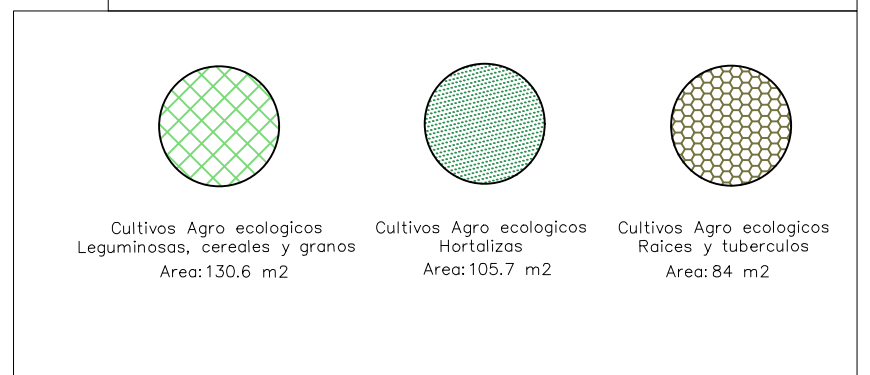 Cultivos Agro ecologicos
Leguminosas, cereales y granos
Area: 130.6 m2
Cultivos Agro ecologicos
Hortalizas
Area: 105.7 m2
Cultivos Agro ecologicos
Raices y tuberculos
Area: 84 m2